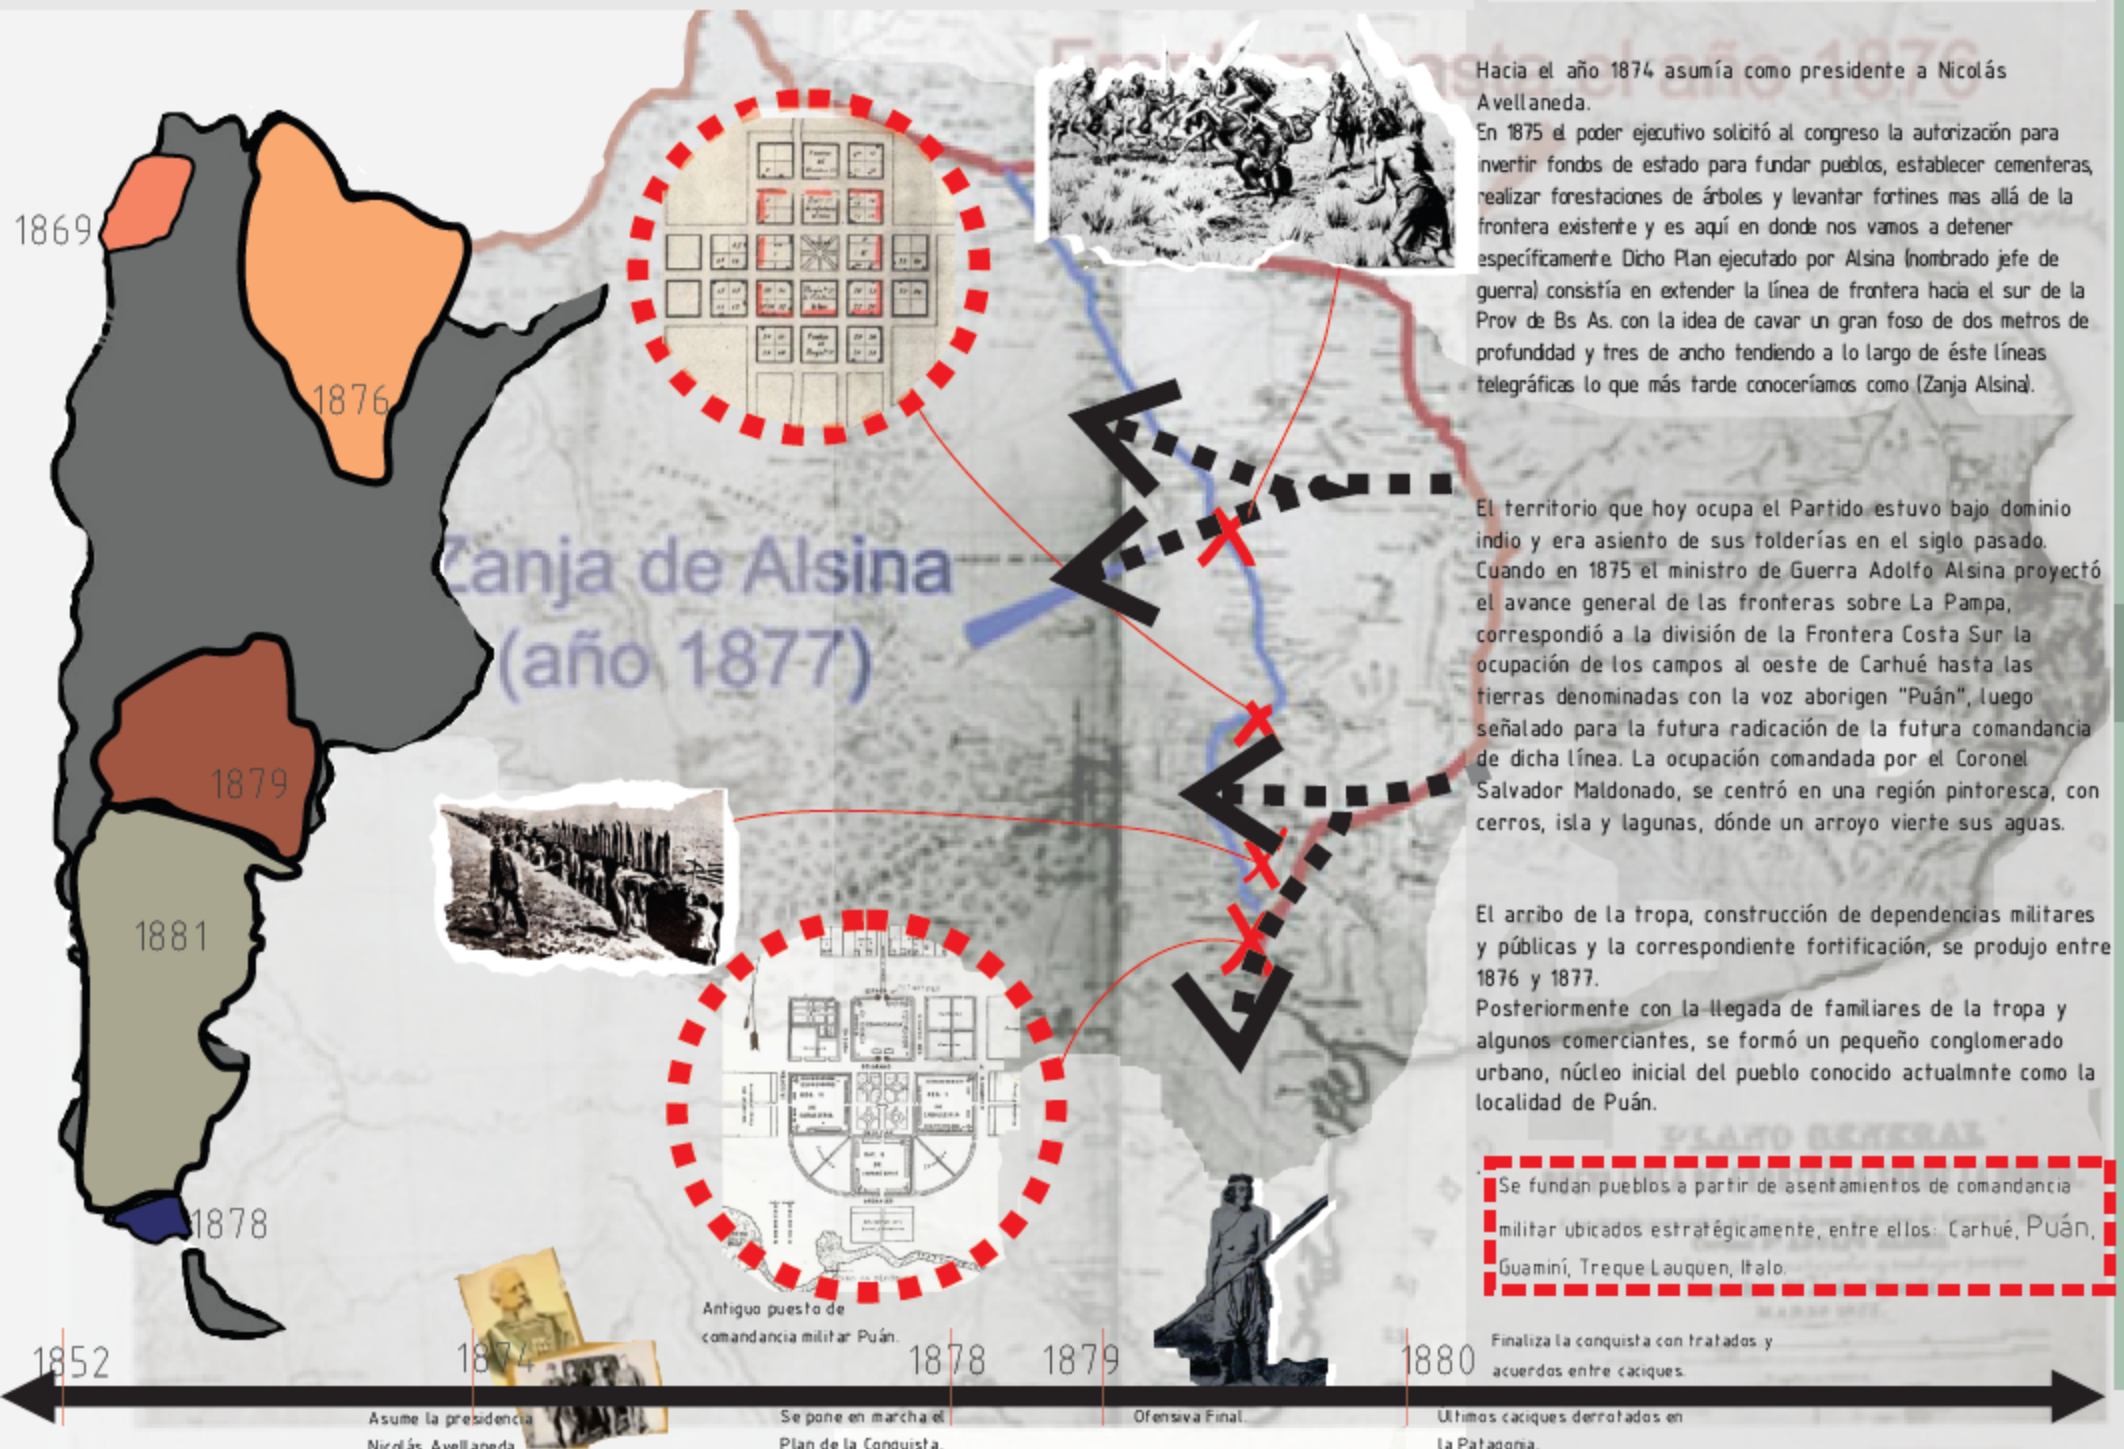 Frontera hasta el año 1876
Hacia el año 1874 asumía como presidente a Nicolás
Avellaneda.
En 1875 el poder ejecutivo solicitó al congreso la autorización para
invertir fondos de estado para fundar pueblos, establecer cementeras,
realizar forestaciones de árboles y levantar fortines mas allá de la
frontera existente y es aquí en donde nos vamos a detener
específicamente. Dicho Plan ejecutado por Alsina (nombrado jefe de
guerra) consistía en extender la línea de frontera hacia el sur de la
Prov de Bs As. con la idea de cavar un gran foso de dos metros de
profundidad y tres de ancho tendiendo a lo largo de éste líneas
telegráficas lo que más tarde conoceríamos como (Zanja Alsina).
El territorio que hoy ocupa el Partido estuvo bajo dominio
indio y era asiento de sus tolderías en el siglo pasado.
Cuando en 1875 el ministro de Guerra Adolfo Alsina proyectó
el avance general de las fronteras sobre La Pampa,
correspondió a la división de la Frontera Costa Sur la
ocupación de los campos al oeste de Carhué hasta las
tierras denominadas con la voz aborigen "Puán", luego
señalado para la futura radicación de la futura comandancia
de dicha línea. La ocupación comandada por el Coronel
Salvador Maldonado, se centró en una región pintoresca, con
cerros, isla y lagunas, dónde un arroyo vierte sus aguas.
El arribo de la tropa, construcción de dependencias militares
y públicas y la correspondiente fortificación, se produjo entre
1876 y 1877.
Posteriormente con la llegada de familiares de la tropa y
algunos comerciantes, se formó un pequeño conglomerado
urbano, núcleo inicial del pueblo conocido actualmnte como la
localidad de Puán.
PLANO GENERAL
Se fundan pueblos a partir de asentamientos de comandancia
militar ubicados estratégicamente, entre ellos: Carhué, Puán,
Guaminí, Treque Lauquen, Italo.
1869
1876
1879
1881
1878
Zanja de Alsina
(año 1877)
Antiguo puesto de
comandancia militar Puán.
1852
1874
1878
1879
1880
Finaliza la conquista con tratados y
acuerdos entre caciques.
Asume la presidencia
Nicolás Avellaneda
Se pone en marcha el
Plan de la Conquista.
Ofensiva Final.
Últimos caciques derrotados en
la Patagonia.